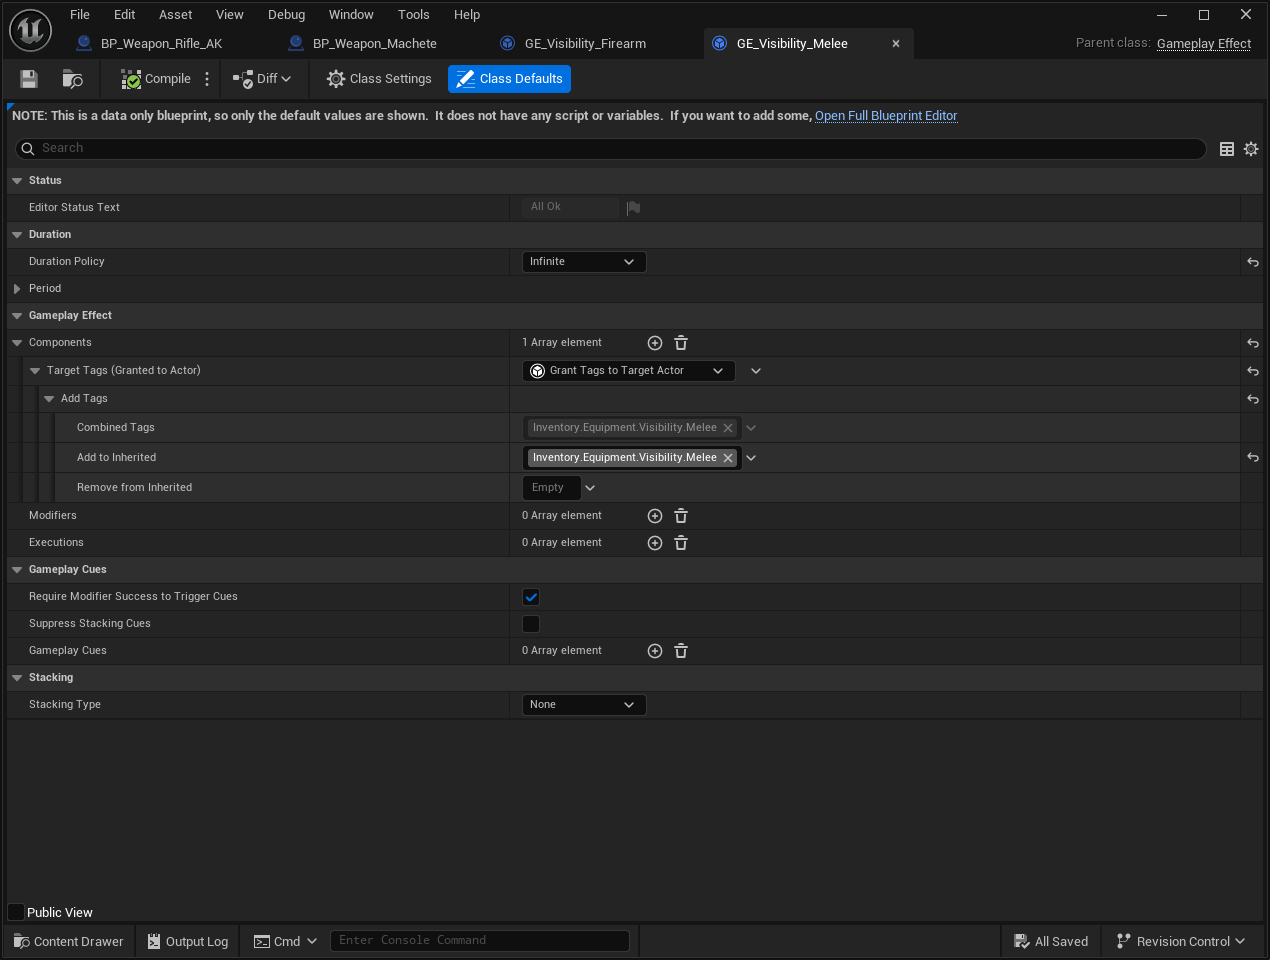 File Edit Asset View Debug Window Tools Help
BP_Weapon_Rifle_AK BP_Weapon_Machete GE_Visibility_Firearm GE_Visibility_Melee Parent class: Gameplay Effect
Compile Diff Class Settings Class Defaults
NOTE: This is a data only blueprint, so only the default values are shown. It does not have any script or variables. If you want to add some, Open Full Blueprint Editor
Search
Status
Editor Status Text All Ok
Duration
Duration Policy Infinite
Period
Gameplay Effect
Components 1 Array element
Target Tags (Granted to Actor) Grant Tags to Target Actor
Add Tags
Combined Tags Inventory.Equipment.Visibility.Melee
Add to Inherited Inventory.Equipment.Visibility.Melee
Remove from Inherited Empty
Modifiers 0 Array element
Executions 0 Array element
Gameplay Cues
Require Modifier Success to Trigger Cues
Suppress Stacking Cues
Gameplay Cues 0 Array element
Stacking
Stacking Type None
Public View
Content Drawer Output Log Cmd Enter Console Command All Saved Revision Control